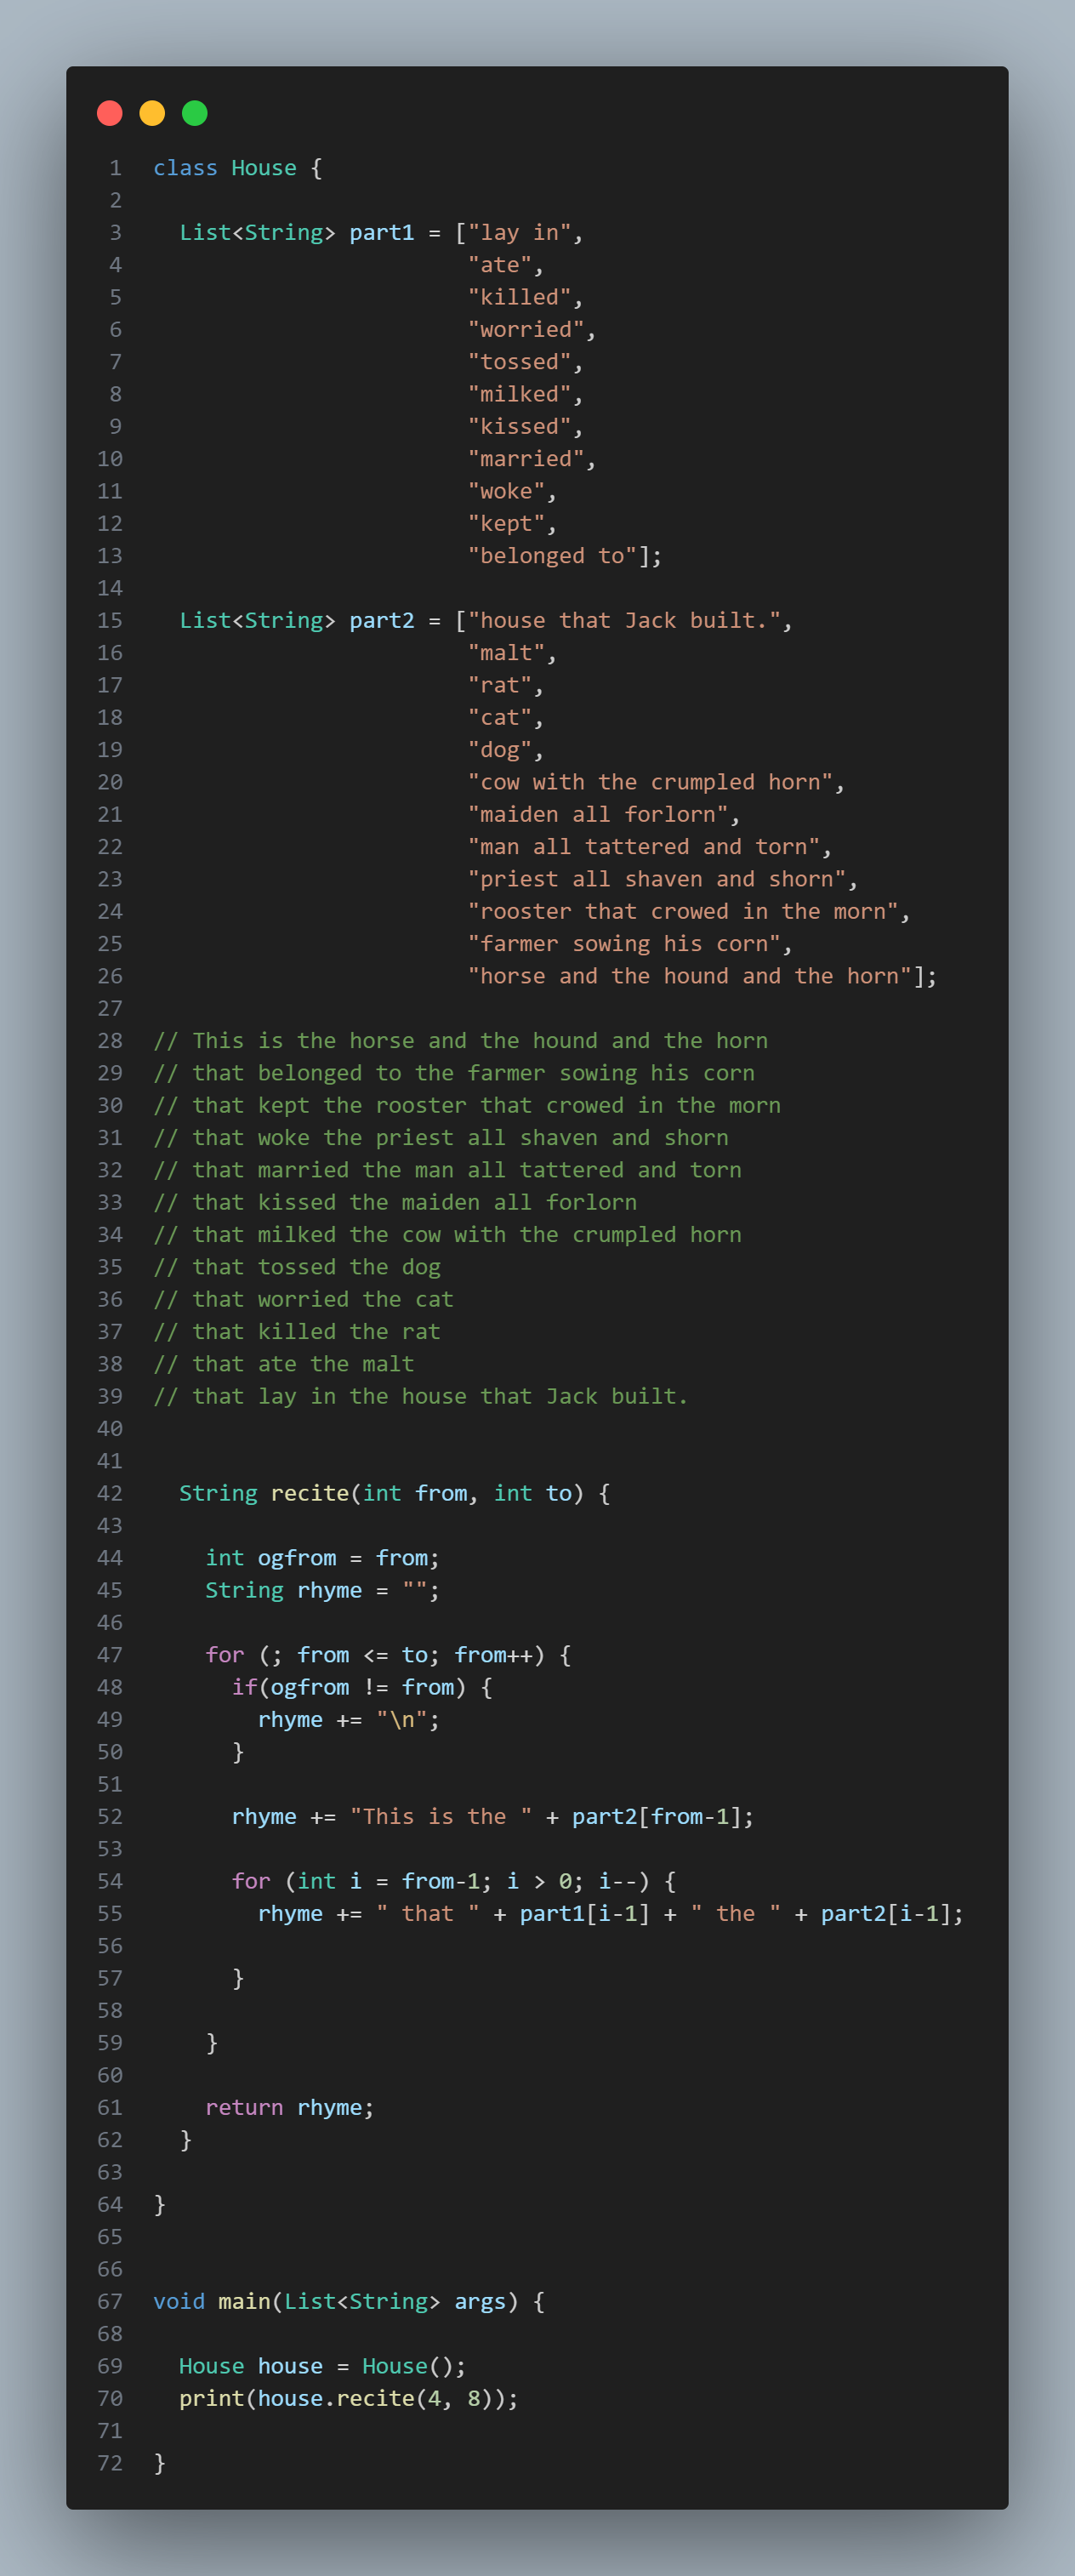 1 class House {
2
3   List<String> part1 = ["lay in",
4                         "ate",
5                         "killed",
6                         "worried",
7                         "tossed",
8                         "milked",
9                         "kissed",
10                         "married",
11                         "woke",
12                         "kept",
13                         "belonged to"];
14
15   List<String> part2 = ["house that Jack built.",
16                         "malt",
17                         "rat",
18                         "cat",
19                         "dog",
20                         "cow with the crumpled horn",
21                         "maiden all forlorn",
22                         "man all tattered and torn",
23                         "priest all shaven and shorn",
24                         "rooster that crowed in the morn",
25                         "farmer sowing his corn",
26                         "horse and the hound and the horn"];
27
28 // This is the horse and the hound and the horn
29 // that belonged to the farmer sowing his corn
30 // that kept the rooster that crowed in the morn
31 // that woke the priest all shaven and shorn
32 // that married the man all tattered and torn
33 // that kissed the maiden all forlorn
34 // that milked the cow with the crumpled horn
35 // that tossed the dog
36 // that worried the cat
37 // that killed the rat
38 // that ate the malt
39 // that lay in the house that Jack built.
40
41
42   String recite(int from, int to) {
43
44     int ogfrom = from;
45     String rhyme = "";
46
47     for (; from <= to; from++) {
48       if(ogfrom != from) {
49         rhyme += "\n";
50       }
51
52       rhyme += "This is the " + part2[from-1];
53
54       for (int i = from-1; i > 0; i--) {
55         rhyme += " that " + part1[i-1] + " the " + part2[i-1];
56
57       }
58
59     }
60
61     return rhyme;
62   }
63
64 }
65
66
67 void main(List<String> args) {
68
69   House house = House();
70   print(house.recite(4, 8));
71
72 }